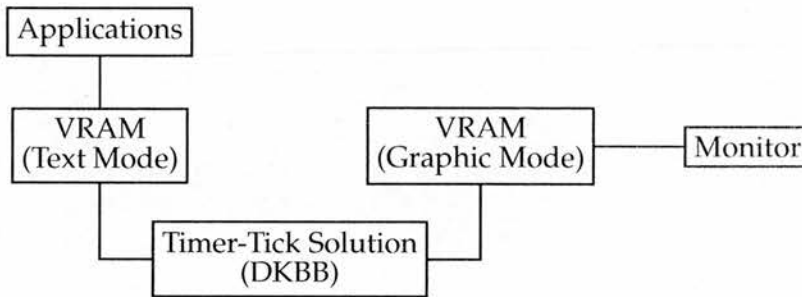 Applications
VRAM
(Text Mode)
VRAM
(Graphic Mode)
Monitor
Timer-Tick Solution
(DKBB)